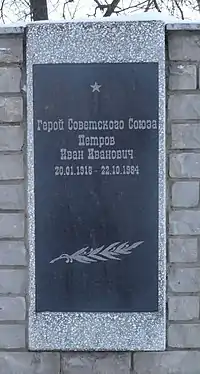 Герой Советского Союза
Петров
Иван Иванович
20.01.1918 - 22.10.1984